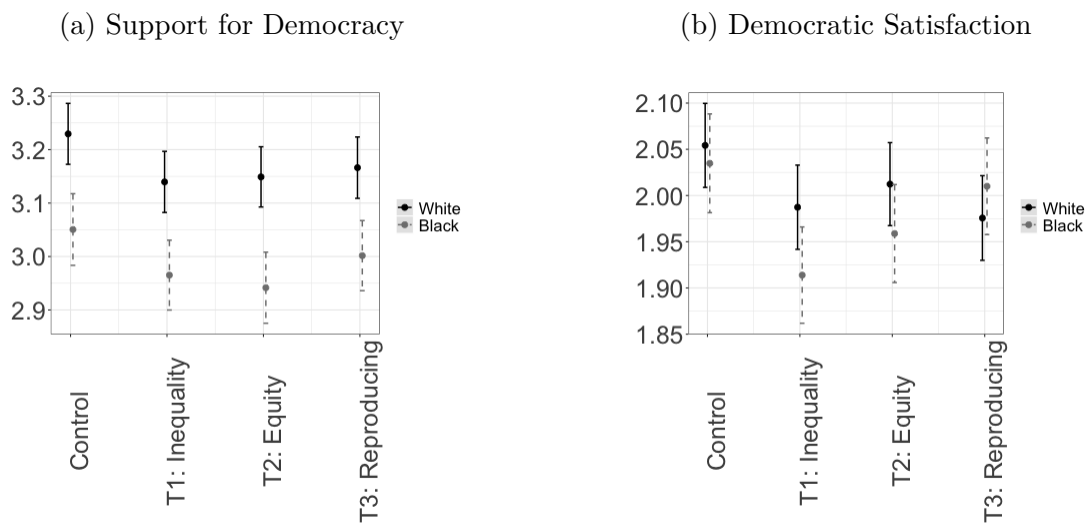 (a) Support for Democracy
3.3
3.2
3.1
3.0
2.9
Control
T1: Inequality
T2: Equity
T3: Reproducing
White
Black
(b) Democratic Satisfaction
2.10
2.05
2.00
1.95
1.90
1.85
Control
T1: Inequality
T2: Equity
T3: Reproducing
White
Black